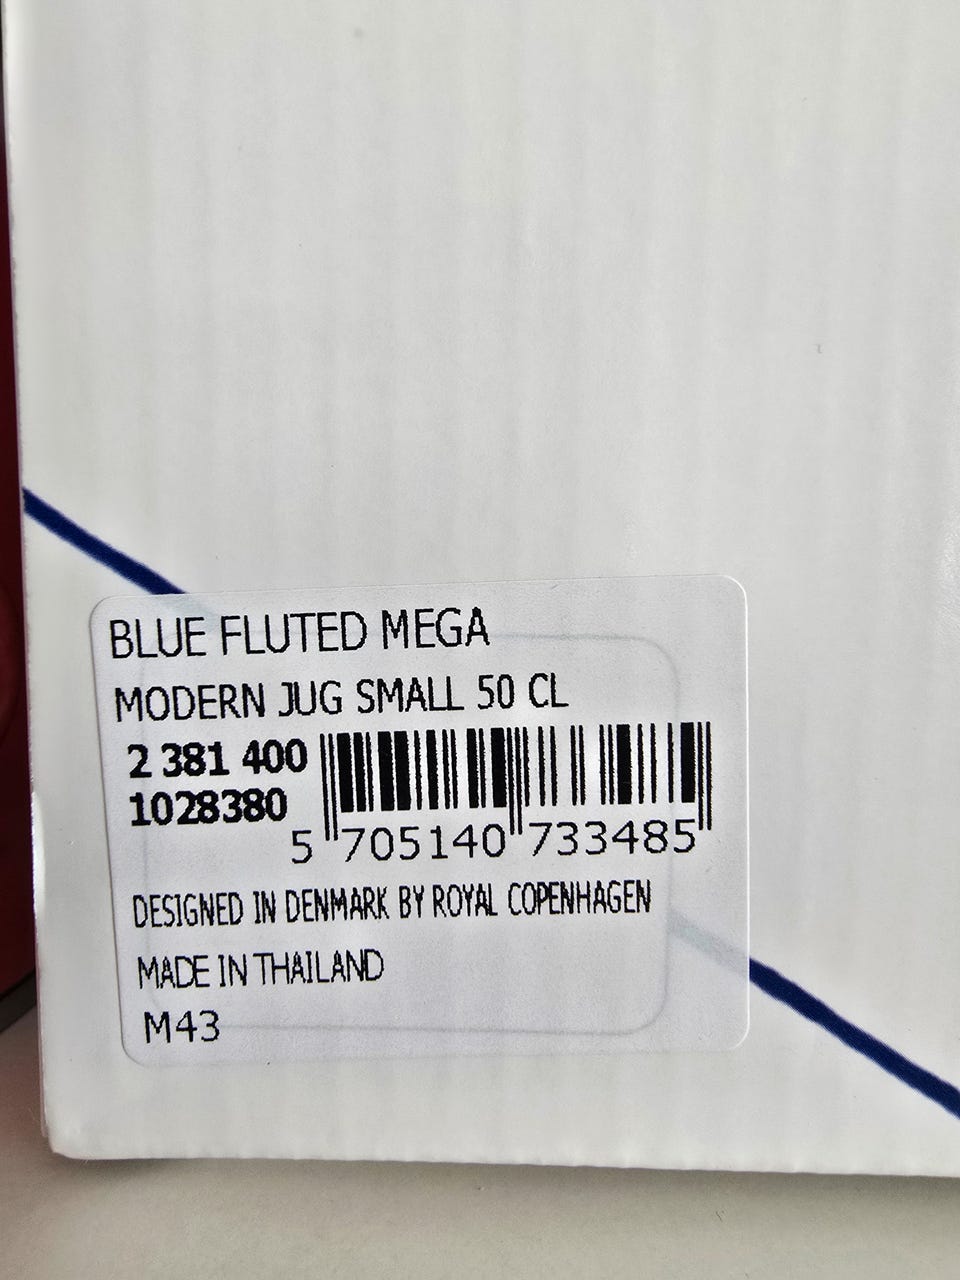 BLUE FLUTED MEGA
MODERN JUG SMALL 50 CL
2 381 400
1028380
5 705140 733485
DESIGNED IN DENMARK BY ROYAL COPENHAGEN
MADE IN THAILAND
M43